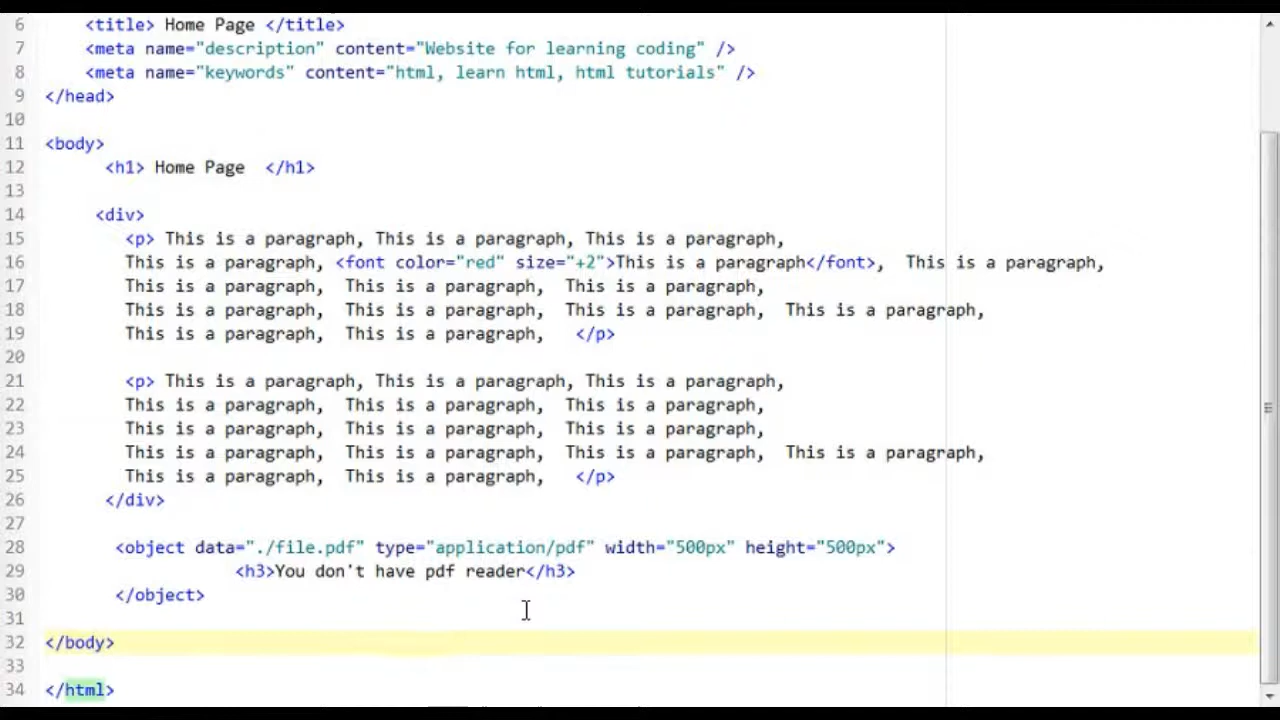 6 <title> Home Page </title>
7 <meta name="description" content="Website for learning coding" />
8 <meta name="keywords" content="html, learn html, html tutorials" />
9 </head>
10
11 <body>
12 <h1> Home Page  </h1>
13
14 <div>
15 <p> This is a paragraph, This is a paragraph, This is a paragraph,
16 This is a paragraph, <font color="red" size="+2">This is a paragraph</font>,  This is a paragraph,
17 This is a paragraph,  This is a paragraph,  This is a paragraph,
18 This is a paragraph,  This is a paragraph,  This is a paragraph,  This is a paragraph,
19 This is a paragraph,  This is a paragraph,   </p>
20
21 <p> This is a paragraph, This is a paragraph, This is a paragraph,
22 This is a paragraph,  This is a paragraph,  This is a paragraph,
23 This is a paragraph,  This is a paragraph,  This is a paragraph,
24 This is a paragraph,  This is a paragraph,  This is a paragraph,  This is a paragraph,
25 This is a paragraph,  This is a paragraph,   </p>
26 </div>
27
28 <object data="./file.pdf" type="application/pdf" width="500px" height="500px">
29 <h3>You don't have pdf reader</h3>
30 </object>
31
32 </body>
33
34 </html>